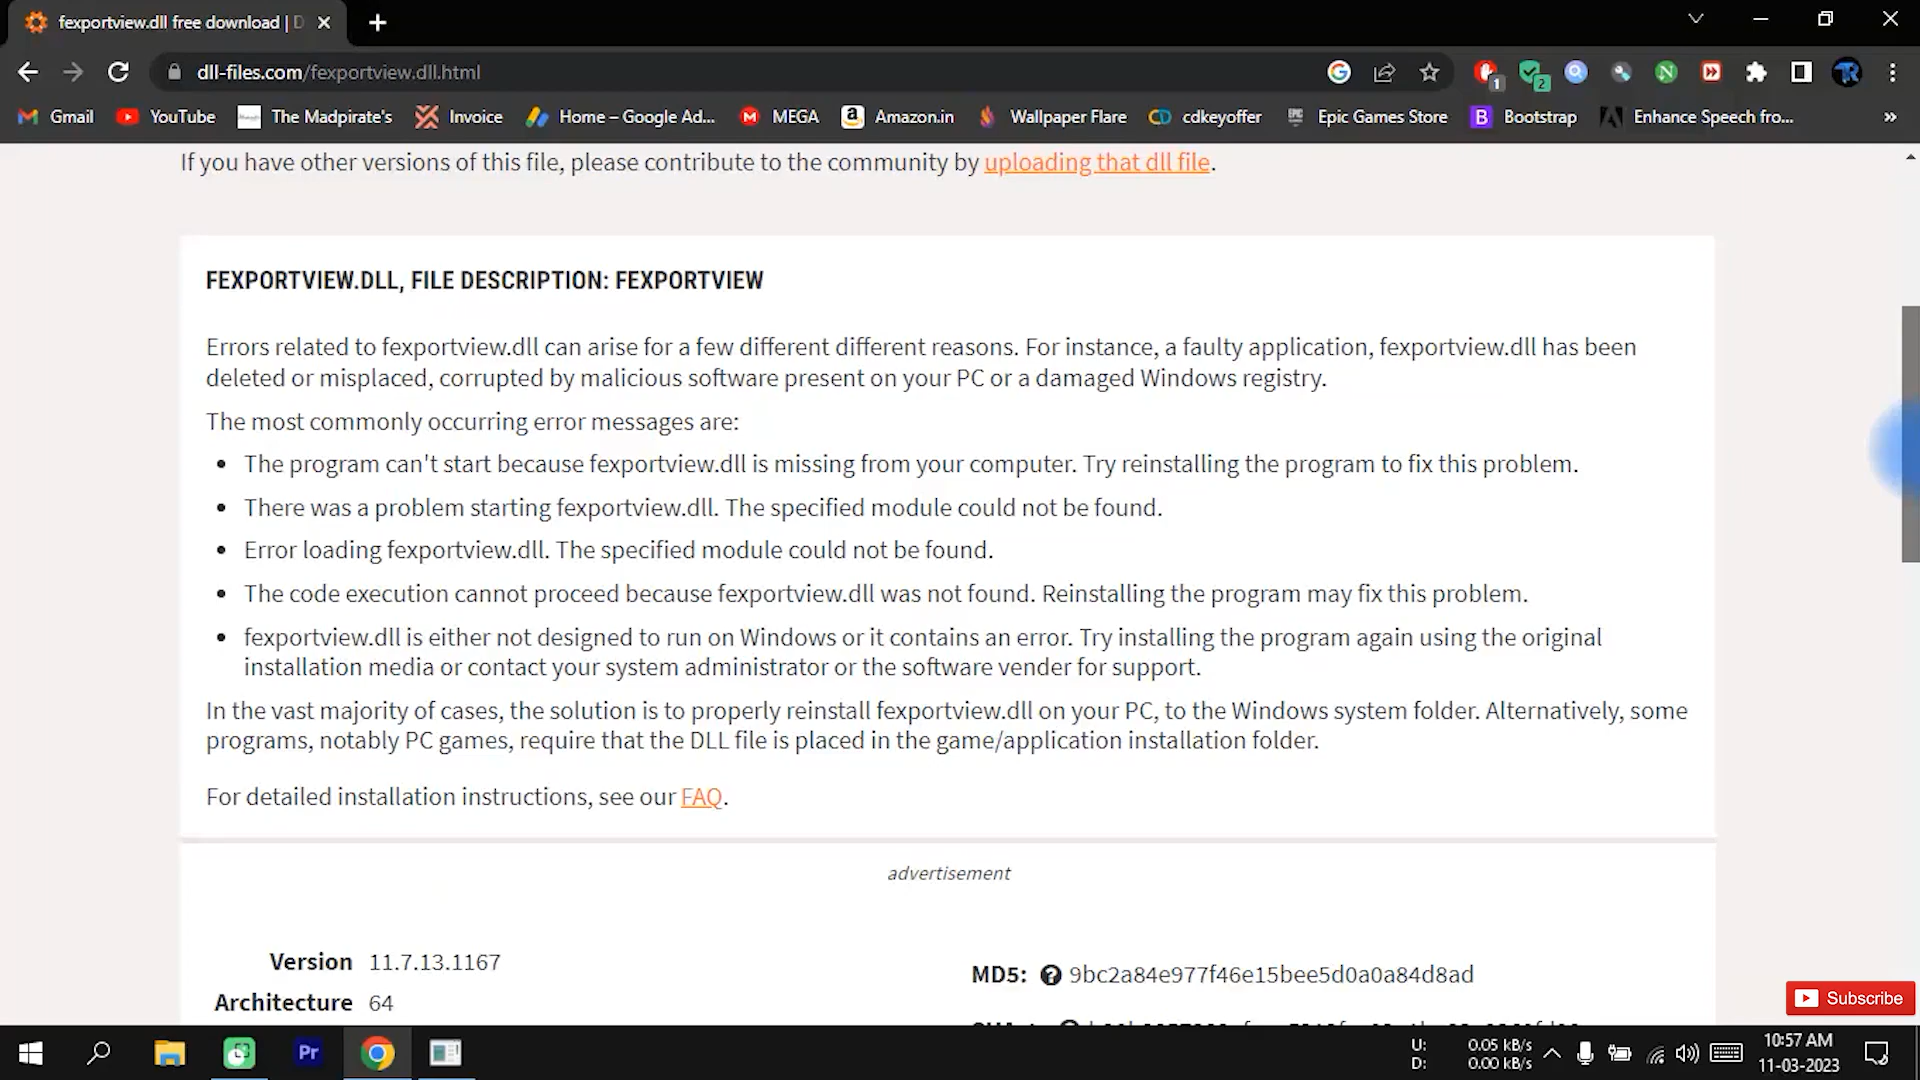 fexportview.dll free download | D
dll-files.com/fexportview.dll.html
1
2
Gmail
YouTube
The Madpirate's
Invoice
Home – Google Ad...
MEGA
Amazon.in
Wallpaper Flare
cdkeyoffer
Epic Games Store
Bootstrap
Enhance Speech fro...
»
If you have other versions of this file, please contribute to the community by uploading that dll file.
FEXPORTVIEW.DLL, FILE DESCRIPTION: FEXPORTVIEW
Errors related to fexportview.dll can arise for a few different different reasons. For instance, a faulty application, fexportview.dll has been
deleted or misplaced, corrupted by malicious software present on your PC or a damaged Windows registry.
The most commonly occurring error messages are:
• The program can't start because fexportview.dll is missing from your computer. Try reinstalling the program to fix this problem.
• There was a problem starting fexportview.dll. The specified module could not be found.
• Error loading fexportview.dll. The specified module could not be found.
• The code execution cannot proceed because fexportview.dll was not found. Reinstalling the program may fix this problem.
• fexportview.dll is either not designed to run on Windows or it contains an error. Try installing the program again using the original
installation media or contact your system administrator or the software vender for support.
In the vast majority of cases, the solution is to properly reinstall fexportview.dll on your PC, to the Windows system folder. Alternatively, some
programs, notably PC games, require that the DLL file is placed in the game/application installation folder.
For detailed installation instructions, see our FAQ.
advertisement
Version 11.7.13.1167
MD5: 9bc2a84e977f46e15bee5d0a0a84d8ad
Architecture 64
Subscribe
Pr
U: 0.05 kB/s
D: 0.00 kB/s
10:57 AM
11-03-2023